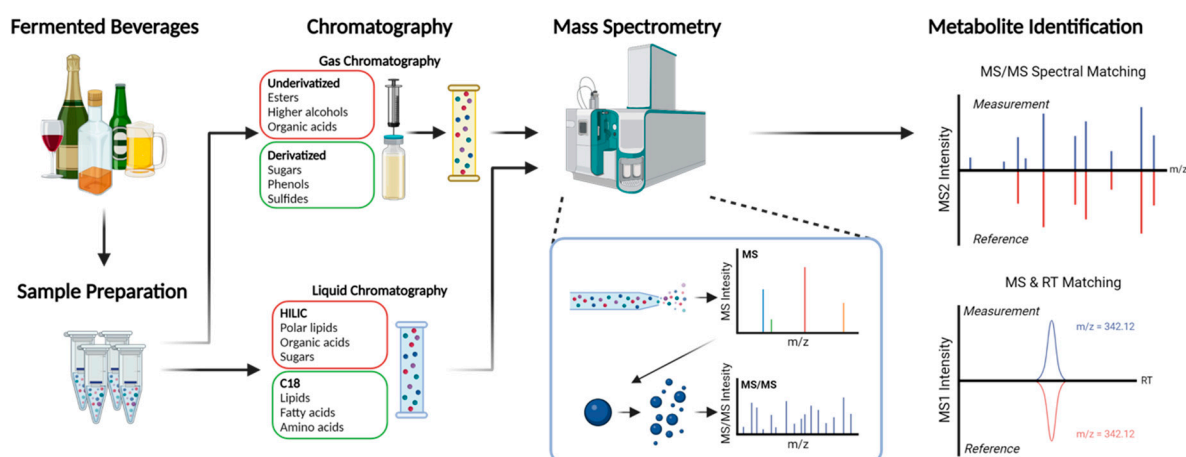 Fermented Beverages
Chromatography
Mass Spectrometry
Metabolite Identification
Gas Chromatography
Underivatized
Esters
Higher alcohols
Organic acids
Derivatized
Sugars
Phenols
Sulfides
Sample Preparation
Liquid Chromatography
HILIC
Polar lipids
Organic acids
Sugars
C18
Lipids
Fatty acids
Amino acids
MS
MS Intesity
m/z
MS/MS
MS/MS Intesity
m/z
MS/MS Spectral Matching
Measurement
MS2 Intensity
m/z
Reference
MS & RT Matching
Measurement
m/z = 342.12
MS1 Intensity
RT
m/z = 342.12
Reference